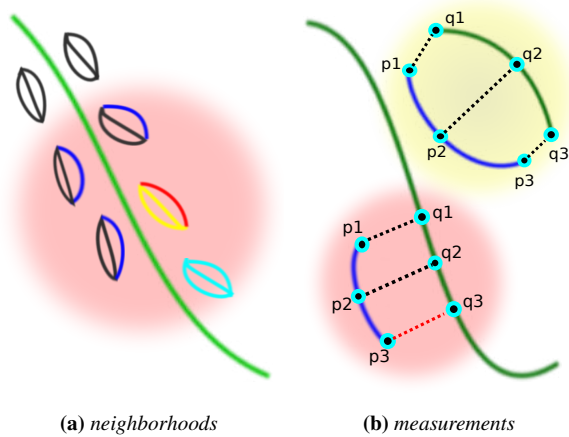 q1
q2
p1
p2
q3
p3
p1
q1
q2
p2
q3
p3
(a) neighborhoods
(b) measurements